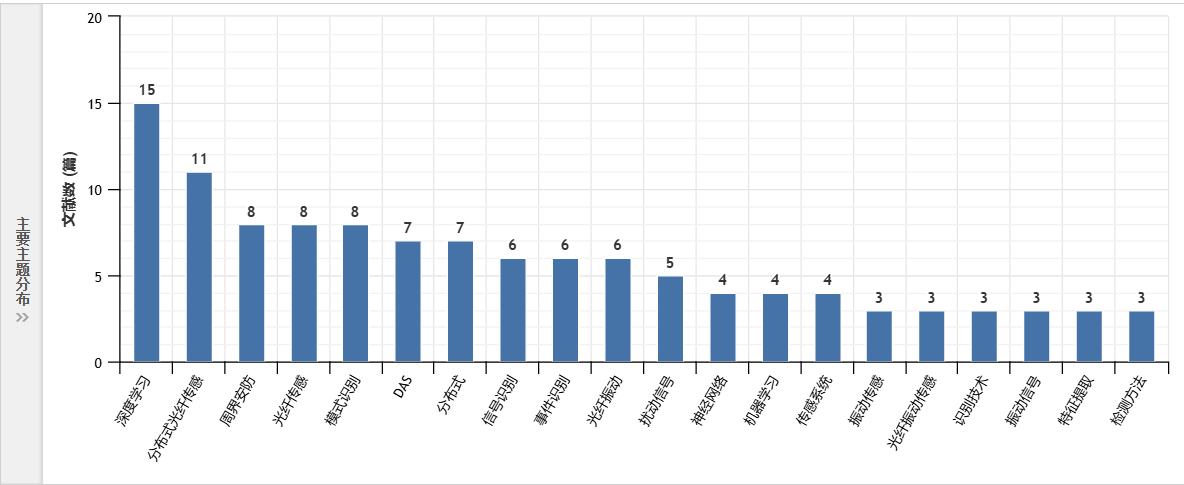 主要主题分布
文献数 (篇)
20
15
10
5
0
15
11
8
8
8
7
7
6
6
6
5
4
4
4
3
3
3
3
3
3
深度学习
分布式光纤传感
周界安防
光纤传感
模式识别
DAS
分布式
信号识别
事件识别
光纤振动
扰动信号
神经网络
机器学习
传感系统
振动传感
光纤振动传感
识别技术
振动信号
特征提取
检测方法